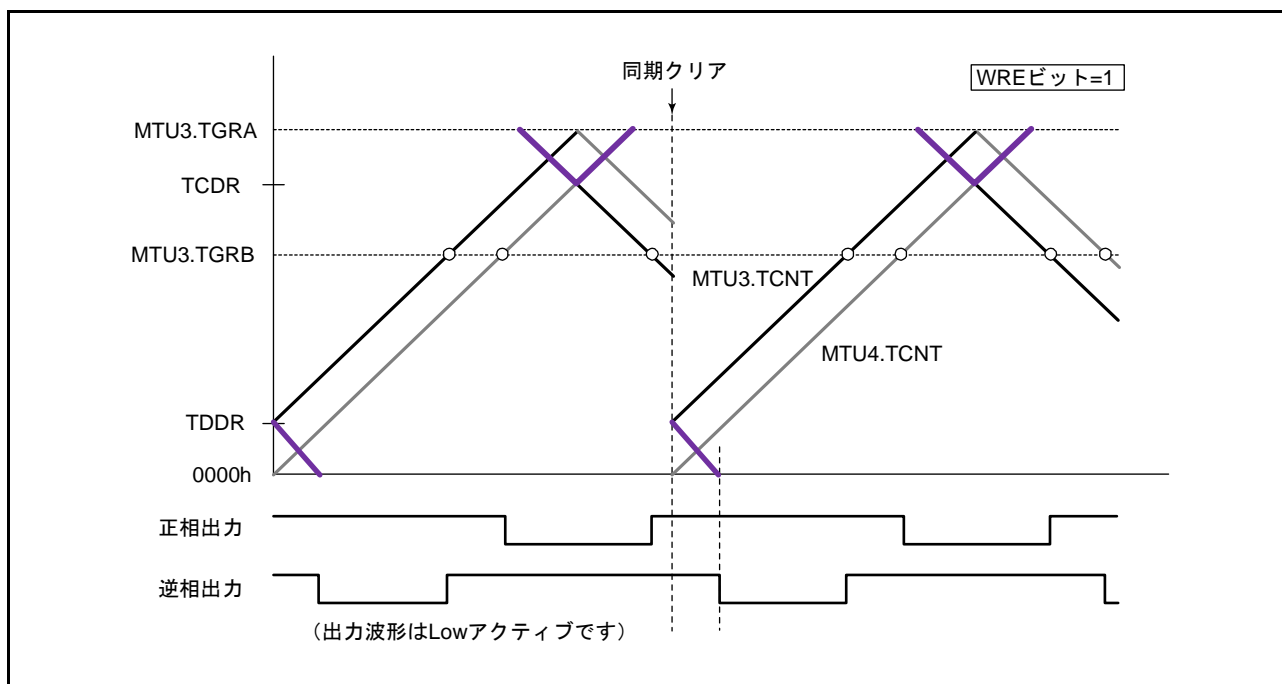 同期クリア
WREビット=1
MTU3.TGRA
TCDR
MTU3.TGRB
MTU3.TCNT
MTU4.TCNT
TDDR
0000h
正相出力
逆相出力
（出力波形はLowアクティブです）